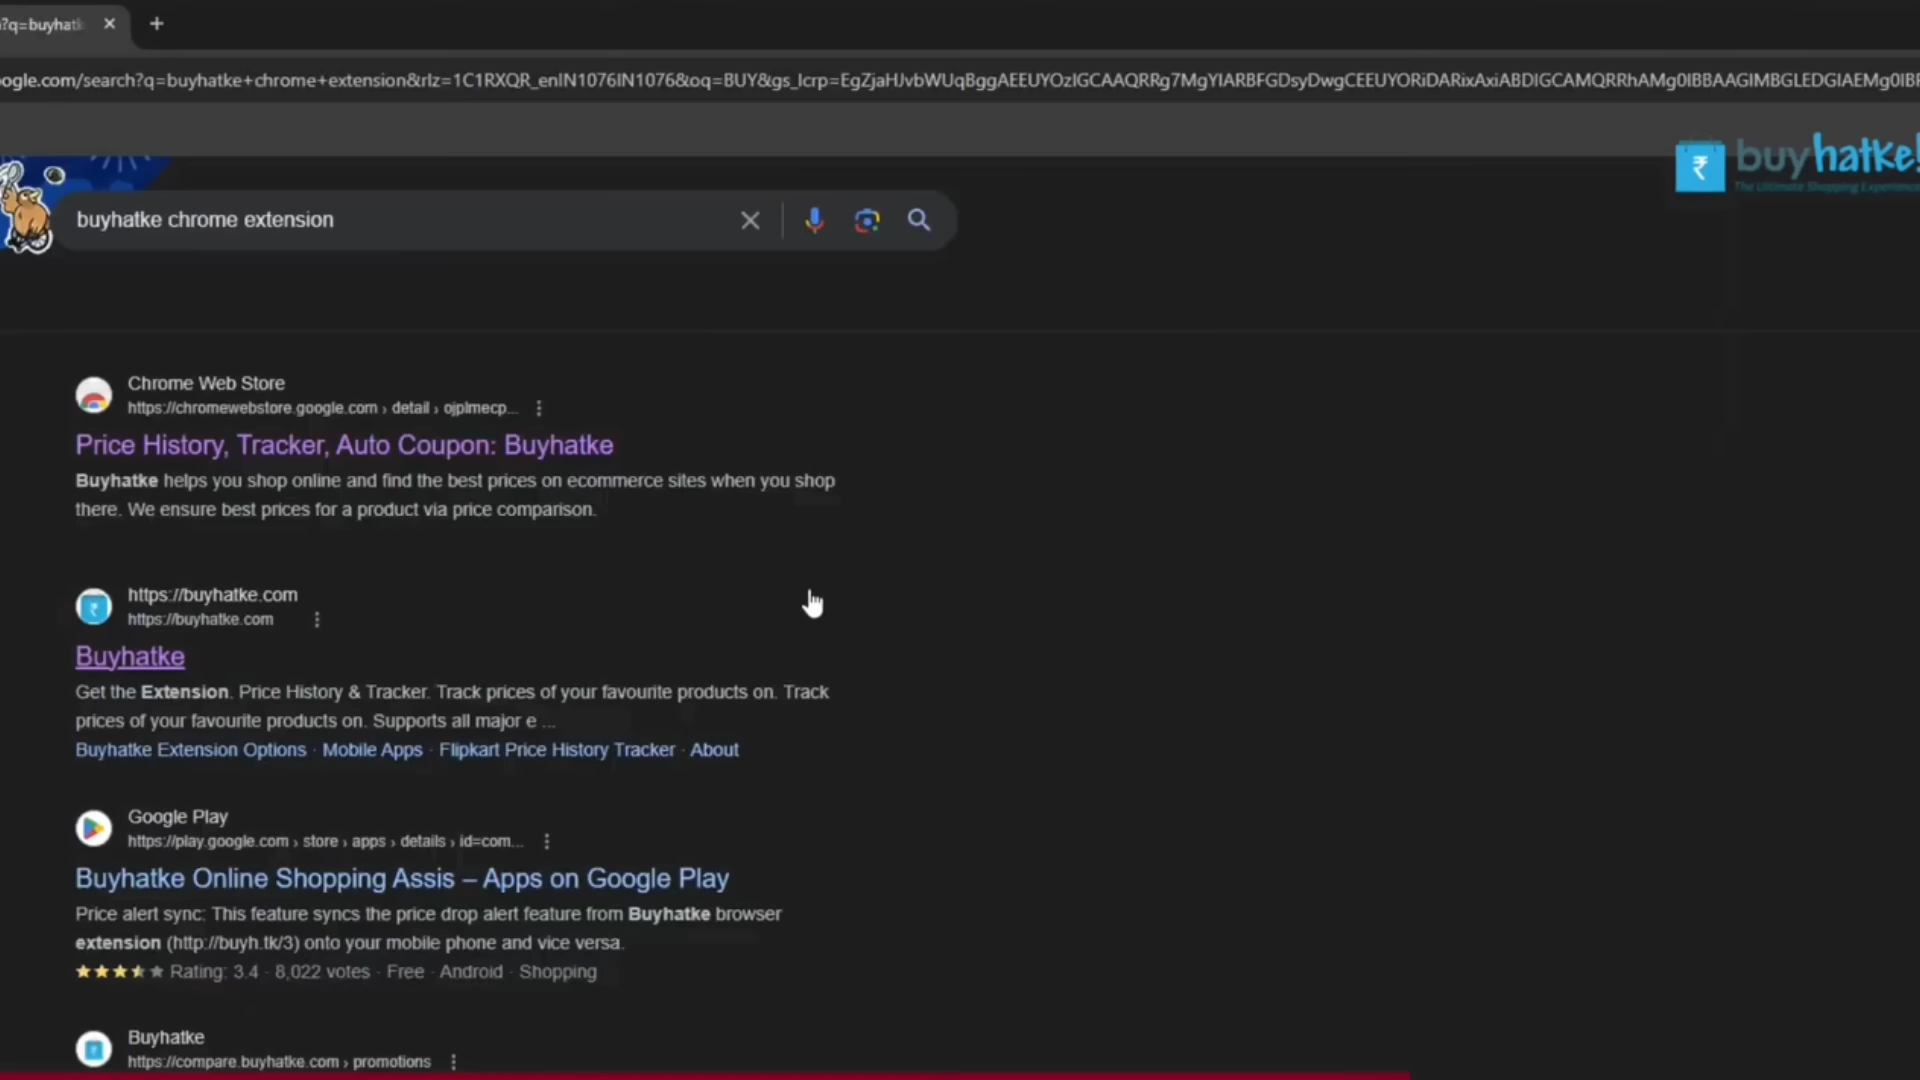 ?q=buyhatk
ogle.com/search?q=buyhatke+chrome+extension&rlz=1C1RXQR_enIN1076IN1076&oq=BUY&gs_lcrp=
buyhatke!
The Ultimate Shopping Experience
buyhatke chrome extension
Chrome Web Store
https://chromewebstore.google.com › detail › ojplmecp...
Price History, Tracker, Auto Coupon: Buyhatke
Buyhatke helps you shop online and find the best prices on ecommerce sites when you shop
there. We ensure best prices for a product via price comparison.
https://buyhatke.com
https://buyhatke.com
Buyhatke
Get the Extension. Price History & Tracker. Track prices of your favourite products on. Track
prices of your favourite products on. Supports all major e ...
Buyhatke Extension Options · Mobile Apps · Flipkart Price History Tracker · About
Google Play
https://play.google.com › store › apps › details › id=com...
Buyhatke Online Shopping Assis – Apps on Google Play
Price alert sync: This feature syncs the price drop alert feature from Buyhatke browser
extension (http://buyh.tk/3) onto your mobile phone and vice versa.
Rating: 3.4 · 8,022 votes · Free · Android · Shopping
Buyhatke
https://compare.buyhatke.com › promotions